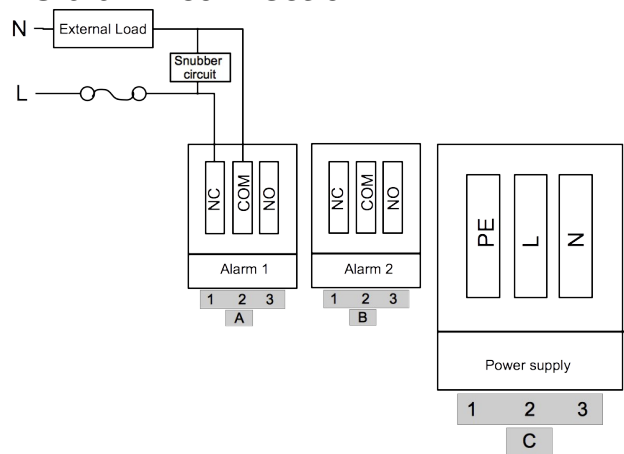 N
External Load
Snubber
circuit
L
NC
COM
NO
NC
COM
NO
PE
L
N
Alarm 1
Alarm 2
1 2 3
1 2 3
A
B
Power supply
1 2 3
C